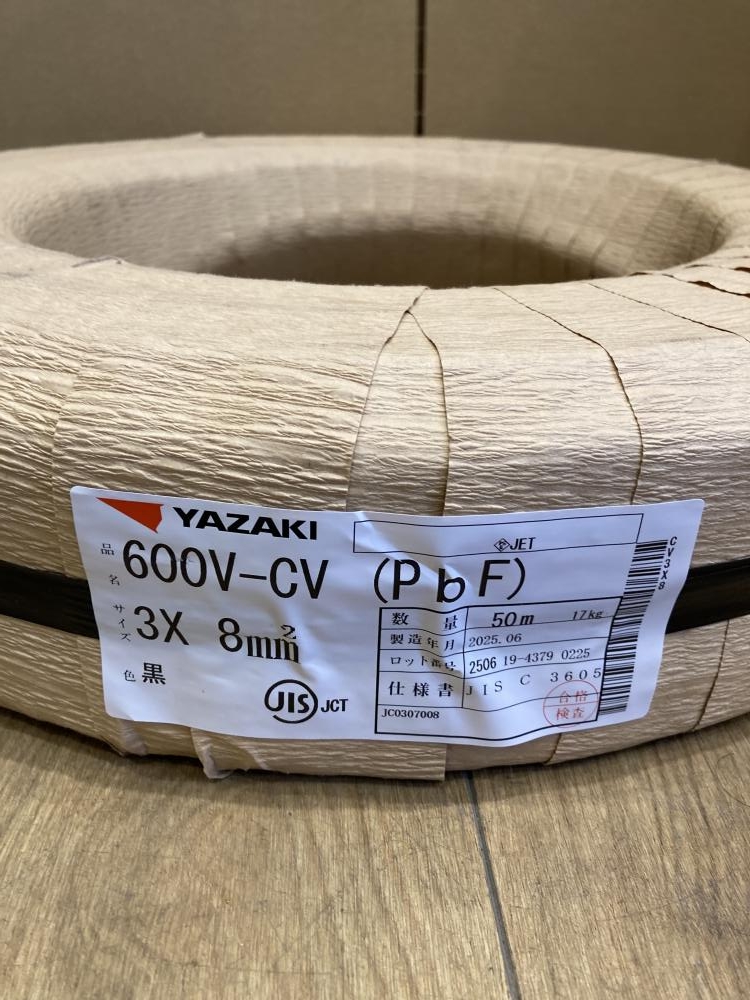 YAZAKI
品名 600V-CV (PbF)
サイズ 3X 8mm²
色 黒
JIS JCT
JET
数量 50m 17kg
製造年月 2025.06
ロット番号 2506 19-4379 0225
仕様書 JIS C 3605
JC0307008
合格
検査
CV3X8